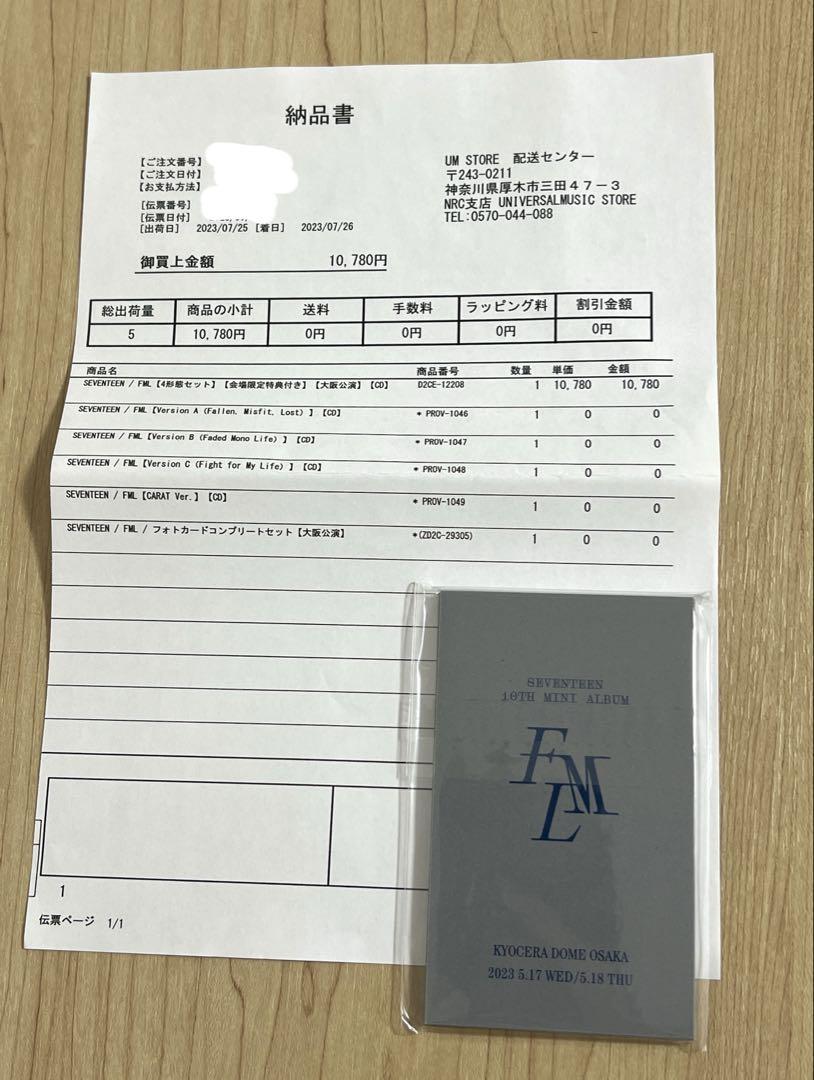 納品書
【ご注文番号】
【ご注文日付】
【お支払方法】
[伝票番号]
[伝票日付]
[出荷日] 2023/07/25 [着日] 2023/07/26
UM STORE 配送センター
〒243-0211
神奈川県厚木市三田47-3
NRC支店 UNIVERSALMUSIC STORE
TEL:0570-044-088
御買上金額 10,780円
総出荷量 商品の小計 送料 手数料 ラッピング料 割引金額
5 10,780円 0円 0円 0円 0円
商品名 商品番号 数量 単価 金額
SEVENTEEN / FML【4形態セット】【会場限定特典付き】【大阪公演】【CD】 D2CE-12208 1 10,780 10,780
SEVENTEEN / FML【Version A (Fallen, Misfit, Lost) 】【CD】 * PROV-1046 1 0 0
SEVENTEEN / FML【Version B (Faded Mono Life) 】【CD】 * PROV-1047 1 0 0
SEVENTEEN / FML【Version C (Fight for My Life) 】【CD】 * PROV-1048 1 0 0
SEVENTEEN / FML【CARAT Ver.】【CD】 * PROV-1049 1 0 0
SEVENTEEN / FML / フォトカードコンプリートセット【大阪公演】 *(ZD2C-29305) 1 0 0
1
伝票ページ 1/1
SEVENTEEN
10TH MINI ALBUM
FML
KYOCERA DOME OSAKA
2023 5.17 WED/5.18 THU